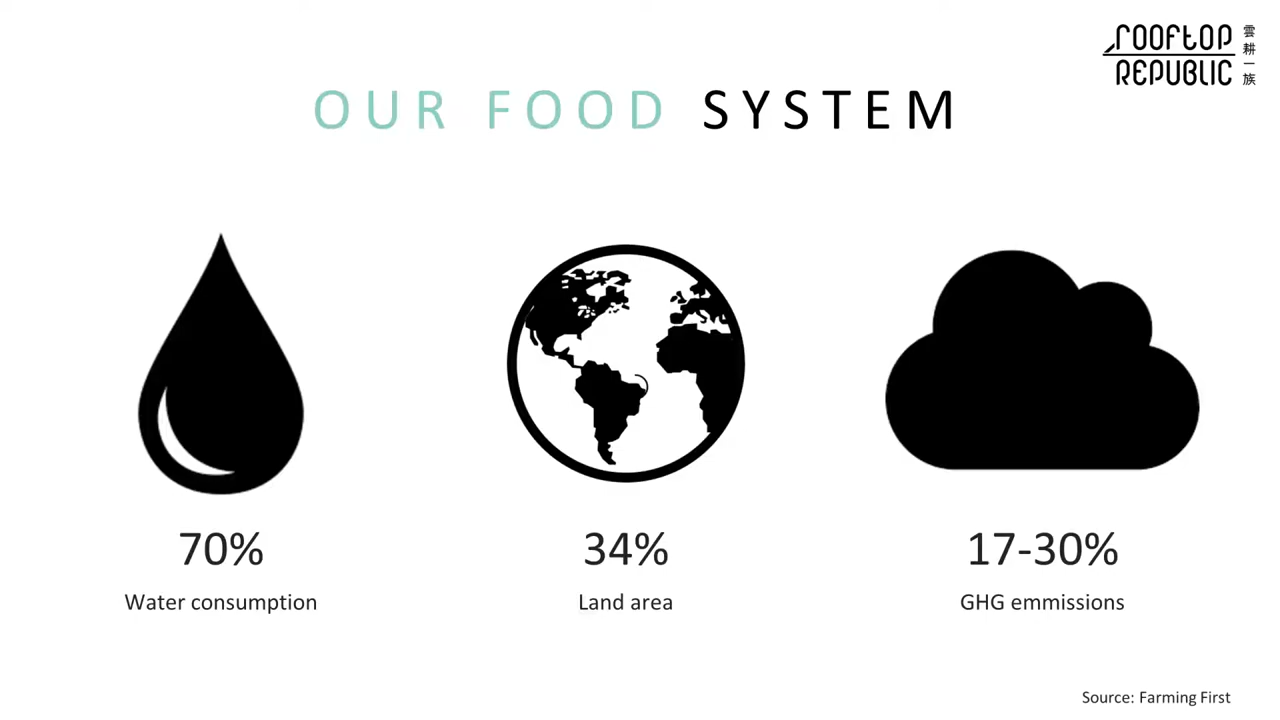 rooftop
REPUBLIC
雲耕一族
OUR FOOD SYSTEM
70%
Water consumption
34%
Land area
17-30%
GHG emmissions
Source: Farming First